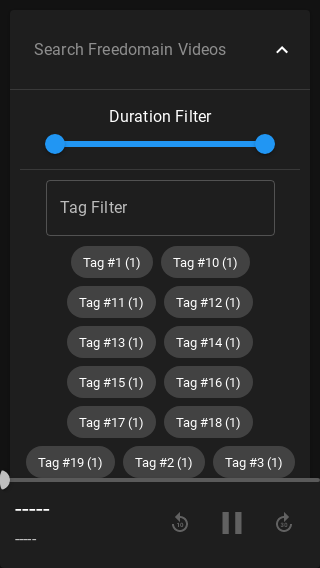 Search Freedomain Videos
Duration Filter
Tag Filter
Tag #1 (1) Tag #10 (1)
Tag #11 (1) Tag #12 (1)
Tag #13 (1) Tag #14 (1)
Tag #15 (1) Tag #16 (1)
Tag #17 (1) Tag #18 (1)
Tag #19 (1) Tag #2 (1) Tag #3 (1)
-----
10 30
-----